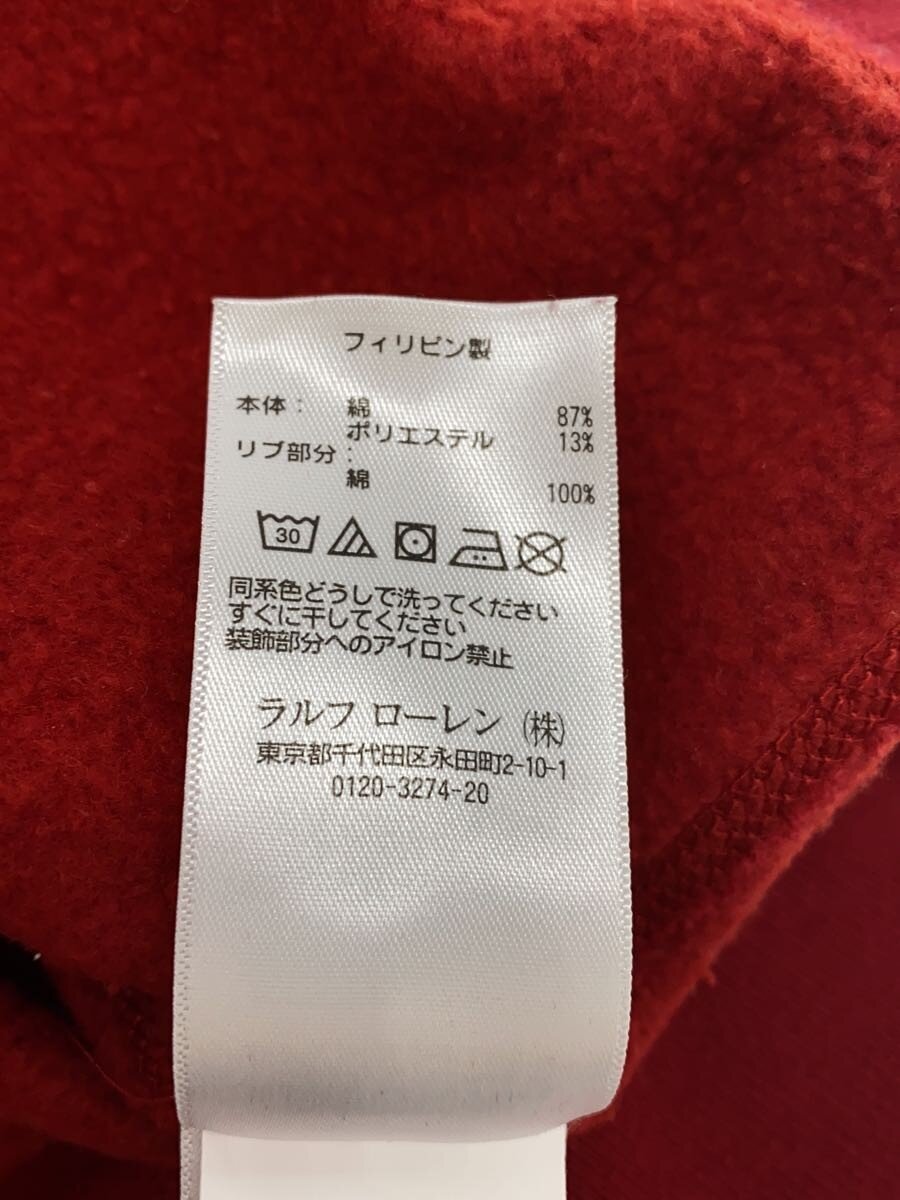 フィリピン製
本体： 綿 87%
ポリエステル 13%
リブ部分：
綿 100%
30
同系色どうしで洗ってください
すぐに干してください
装飾部分へのアイロン禁止
ラルフ ローレン (株)
東京都千代田区永田町2-10-1
0120-3274-20